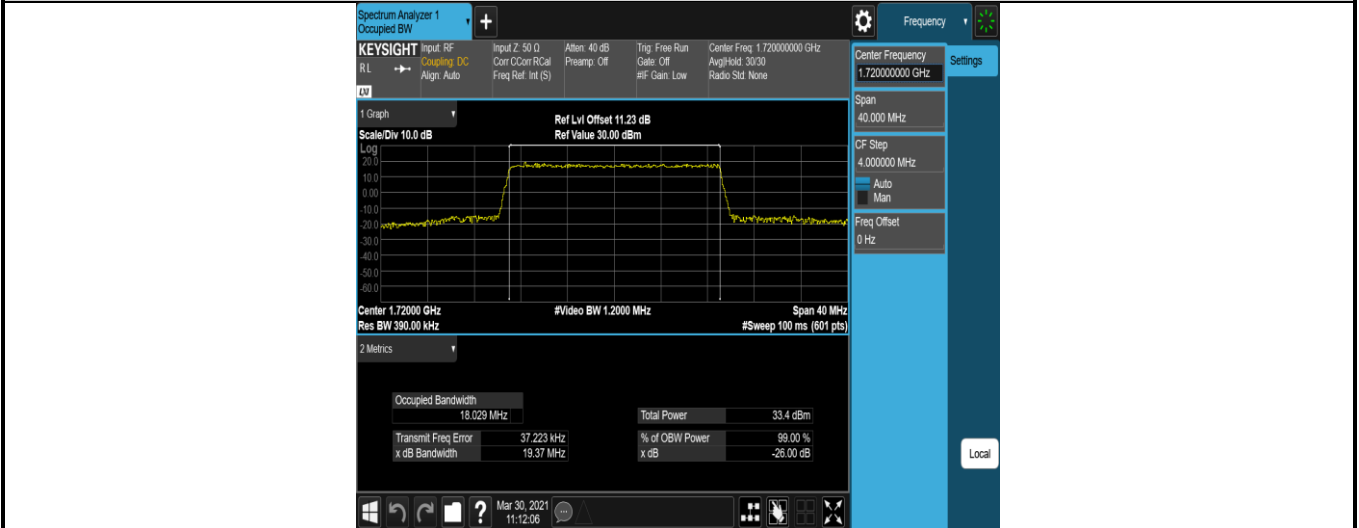 Spectrum Analyzer 1
Occupied BW
+
Frequency
KEYSIGHT
RL
LXI
Input: RF
Coupling: DC
Align: Auto
Input Z: 50 Ω
Corr CCorr RCal
Freq Ref: Int (S)
Atten: 40 dB
Preamp: Off
Trig: Free Run
Gate: Off
#IF Gain: Low
Center Freq: 1.720000000 GHz
Avg|Hold: 30/30
Radio Std: None
Center Frequency
1.720000000 GHz
Settings
Span
40.000 MHz
CF Step
4.000000 MHz
Auto
Man
Freq Offset
0 Hz
Local
1 Graph
Scale/Div 10.0 dB
Ref Lvl Offset 11.23 dB
Ref Value 30.00 dBm
Log
20.0
10.0
0.00
-10.0
-20.0
-30.0
-40.0
-50.0
-60.0
Center 1.72000 GHz
#Video BW 1.2000 MHz
Span 40 MHz
Res BW 390.00 kHz
#Sweep 100 ms (601 pts)
2 Metrics
Occupied Bandwidth
18.029 MHz
Total Power 33.4 dBm
Transmit Freq Error 37.223 kHz
% of OBW Power 99.00 %
x dB Bandwidth 19.37 MHz
x dB -26.00 dB
?
Mar 30, 2021
11:12:06